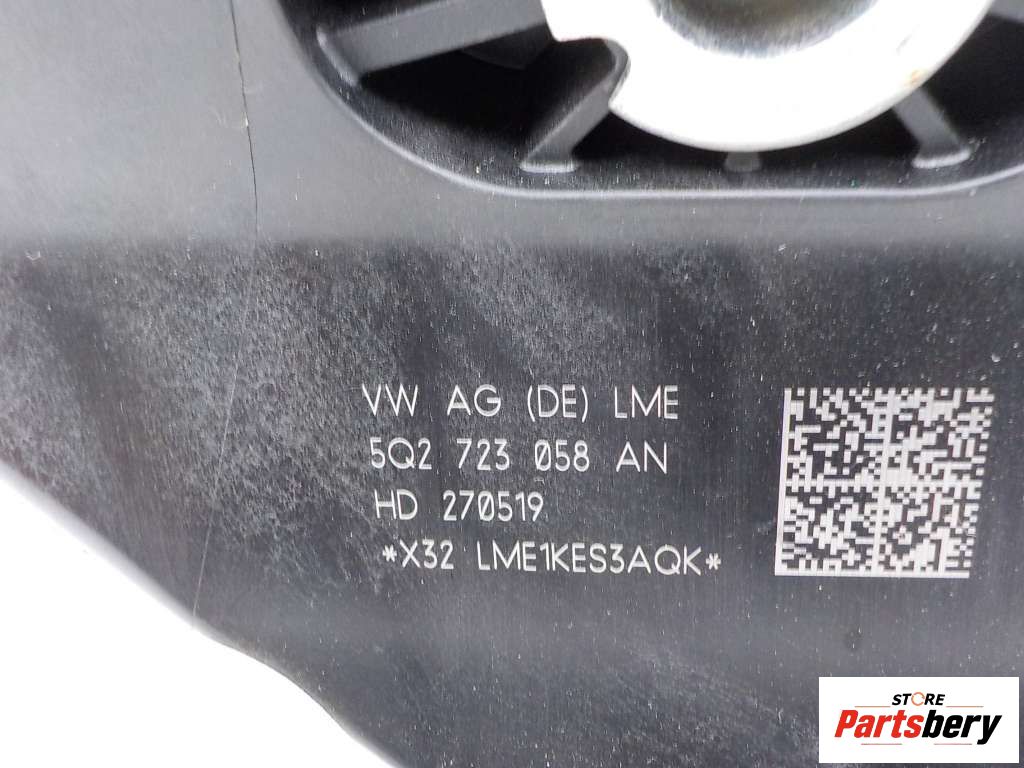 VW AG (DE) LME
5Q2 723 058 AN
HD 270519
*X32 LME1KES3AQK*
STORE
Partsbery